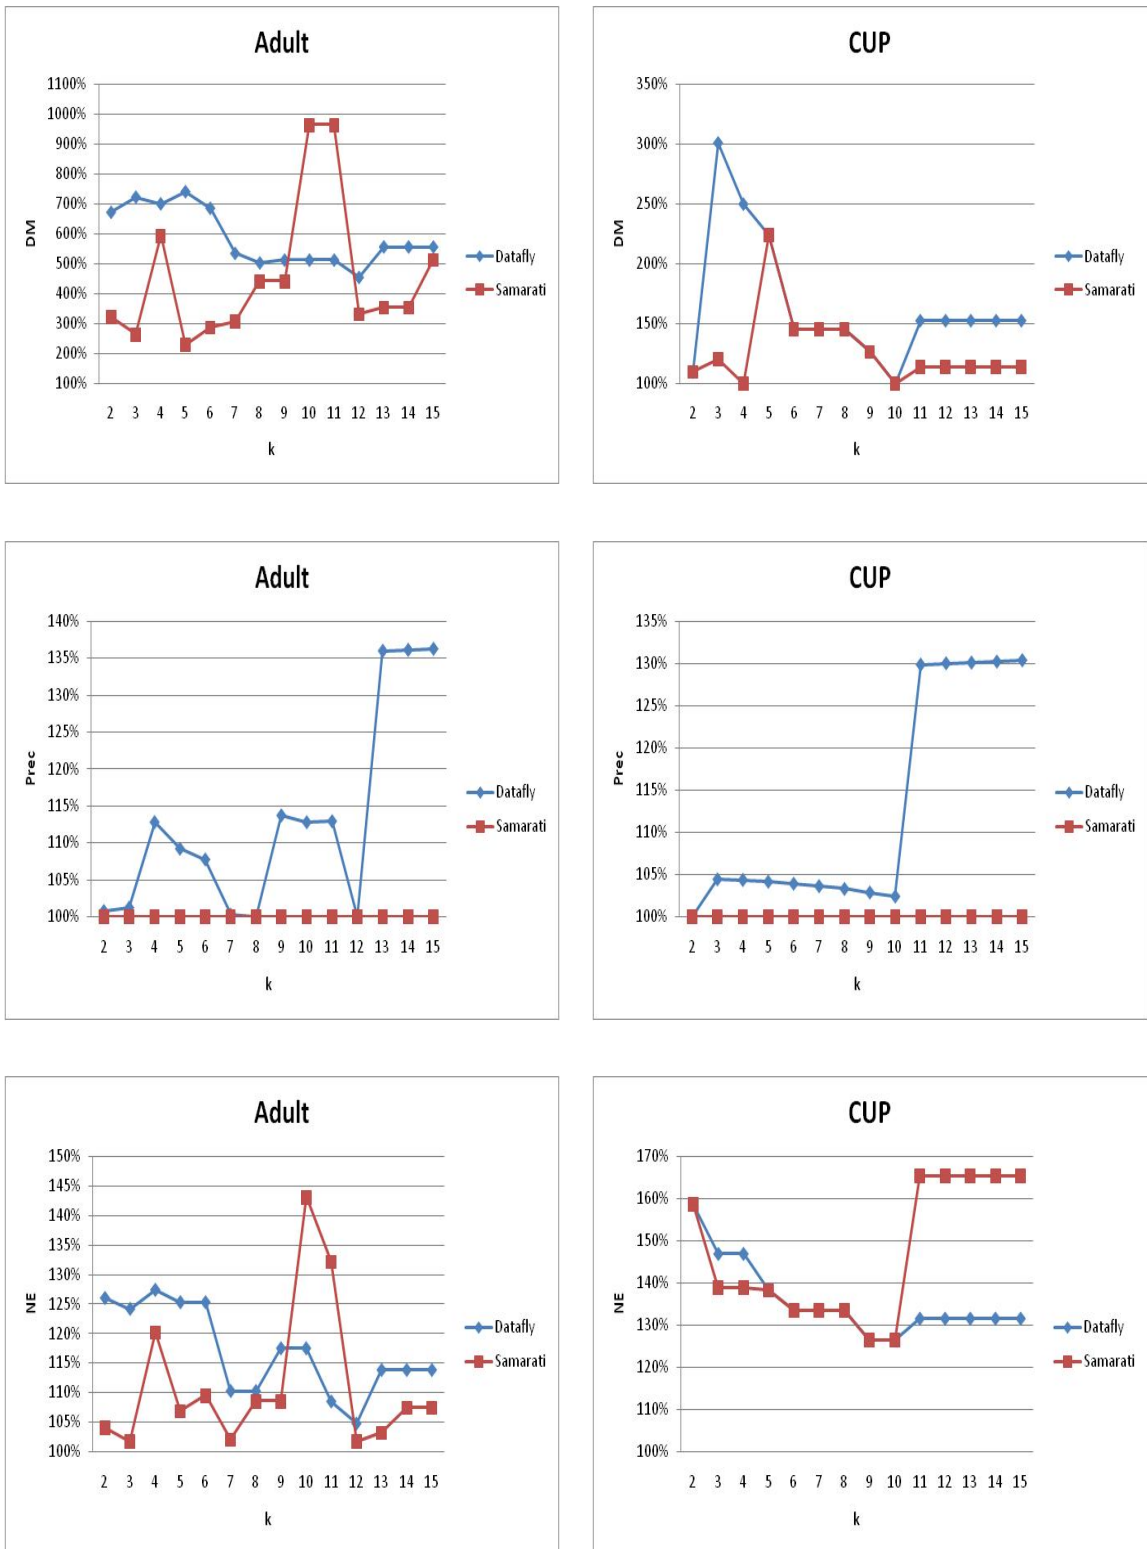 Adult
1100%
1000%
900%
800%
700%
600%
500%
400%
300%
200%
100%
DM
2 3 4 5 6 7 8 9 10 11 12 13 14 15
k
Datafly
Samarati
CUP
350%
300%
250%
200%
150%
100%
DM
2 3 4 5 6 7 8 9 10 11 12 13 14 15
k
Datafly
Samarati
Adult
140%
135%
130%
125%
120%
115%
110%
105%
100%
Prec
2 3 4 5 6 7 8 9 10 11 12 13 14 15
k
Datafly
Samarati
CUP
135%
130%
125%
120%
115%
110%
105%
100%
Prec
2 3 4 5 6 7 8 9 10 11 12 13 14 15
k
Datafly
Samarati
Adult
150%
145%
140%
135%
130%
125%
120%
115%
110%
105%
100%
NE
2 3 4 5 6 7 8 9 10 11 12 13 14 15
k
Datafly
Samarati
CUP
170%
160%
150%
140%
130%
120%
110%
100%
NE
2 3 4 5 6 7 8 9 10 11 12 13 14 15
k
Datafly
Samarati